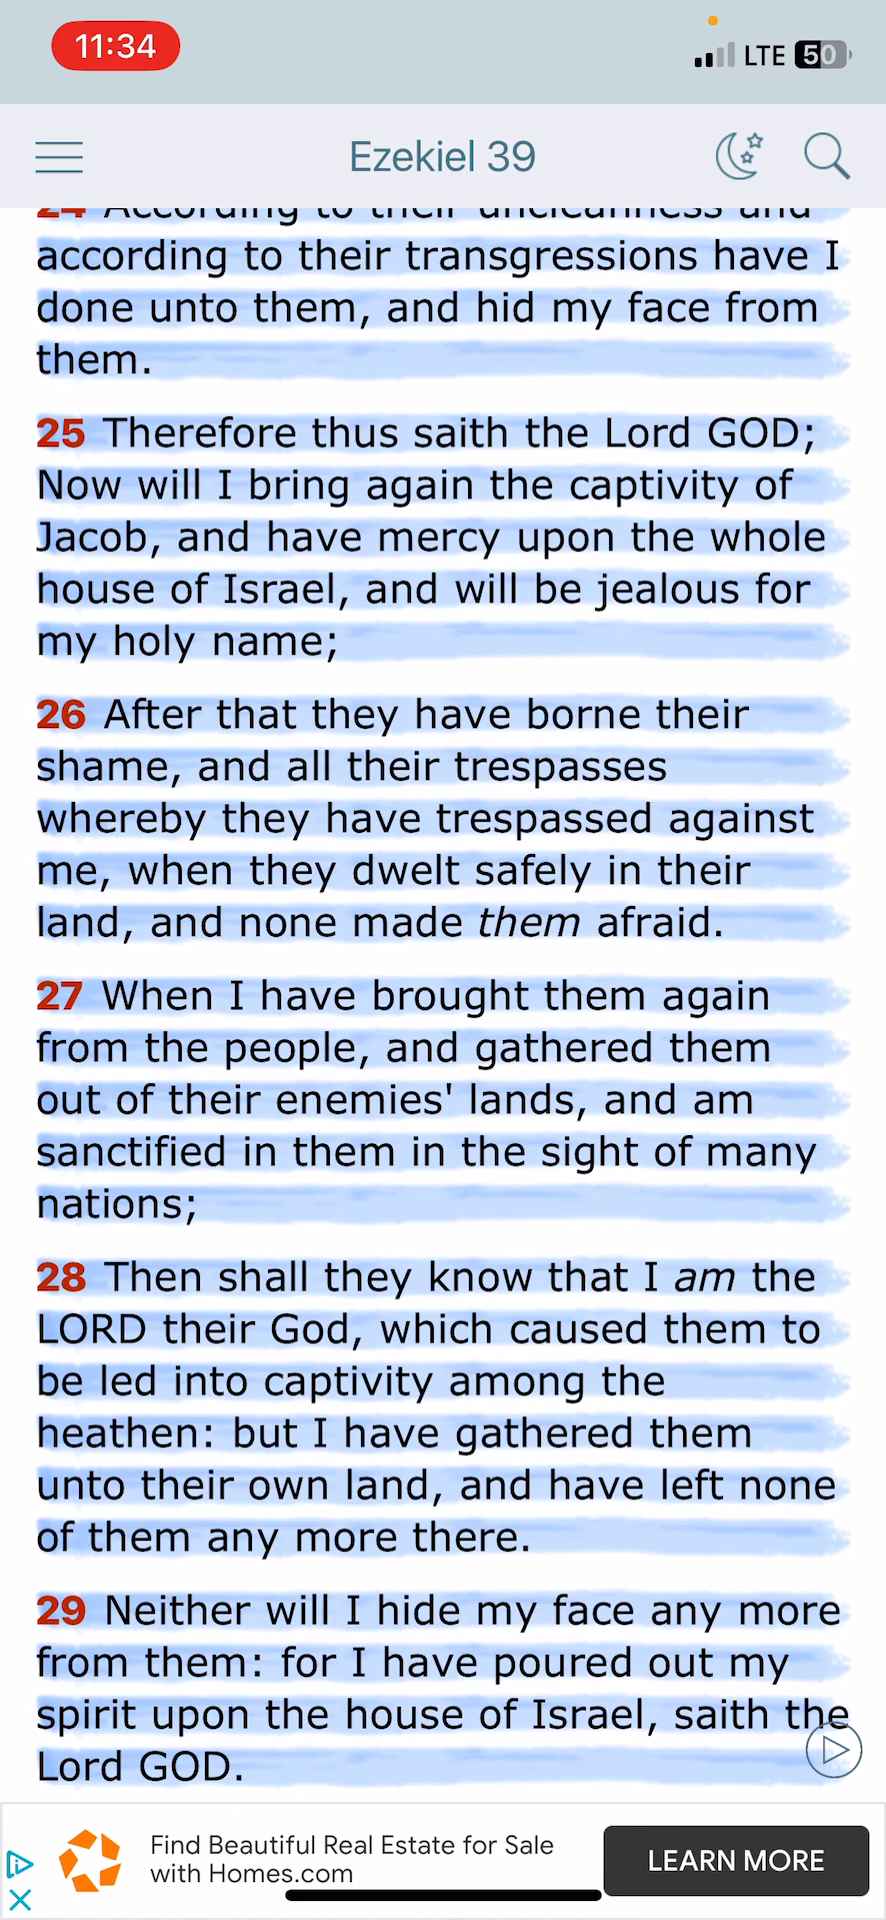 11:34
LTE 50
Ezekiel 39
24 According to their uncleanness and
according to their transgressions have I
done unto them, and hid my face from
them.
25 Therefore thus saith the Lord GOD;
Now will I bring again the captivity of
Jacob, and have mercy upon the whole
house of Israel, and will be jealous for
my holy name;
26 After that they have borne their
shame, and all their trespasses
whereby they have trespassed against
me, when they dwelt safely in their
land, and none made them afraid.
27 When I have brought them again
from the people, and gathered them
out of their enemies' lands, and am
sanctified in them in the sight of many
nations;
28 Then shall they know that I am the
LORD their God, which caused them to
be led into captivity among the
heathen: but I have gathered them
unto their own land, and have left none
of them any more there.
29 Neither will I hide my face any more
from them: for I have poured out my
spirit upon the house of Israel, saith the
Lord GOD.
Find Beautiful Real Estate for Sale
with Homes.com
LEARN MORE